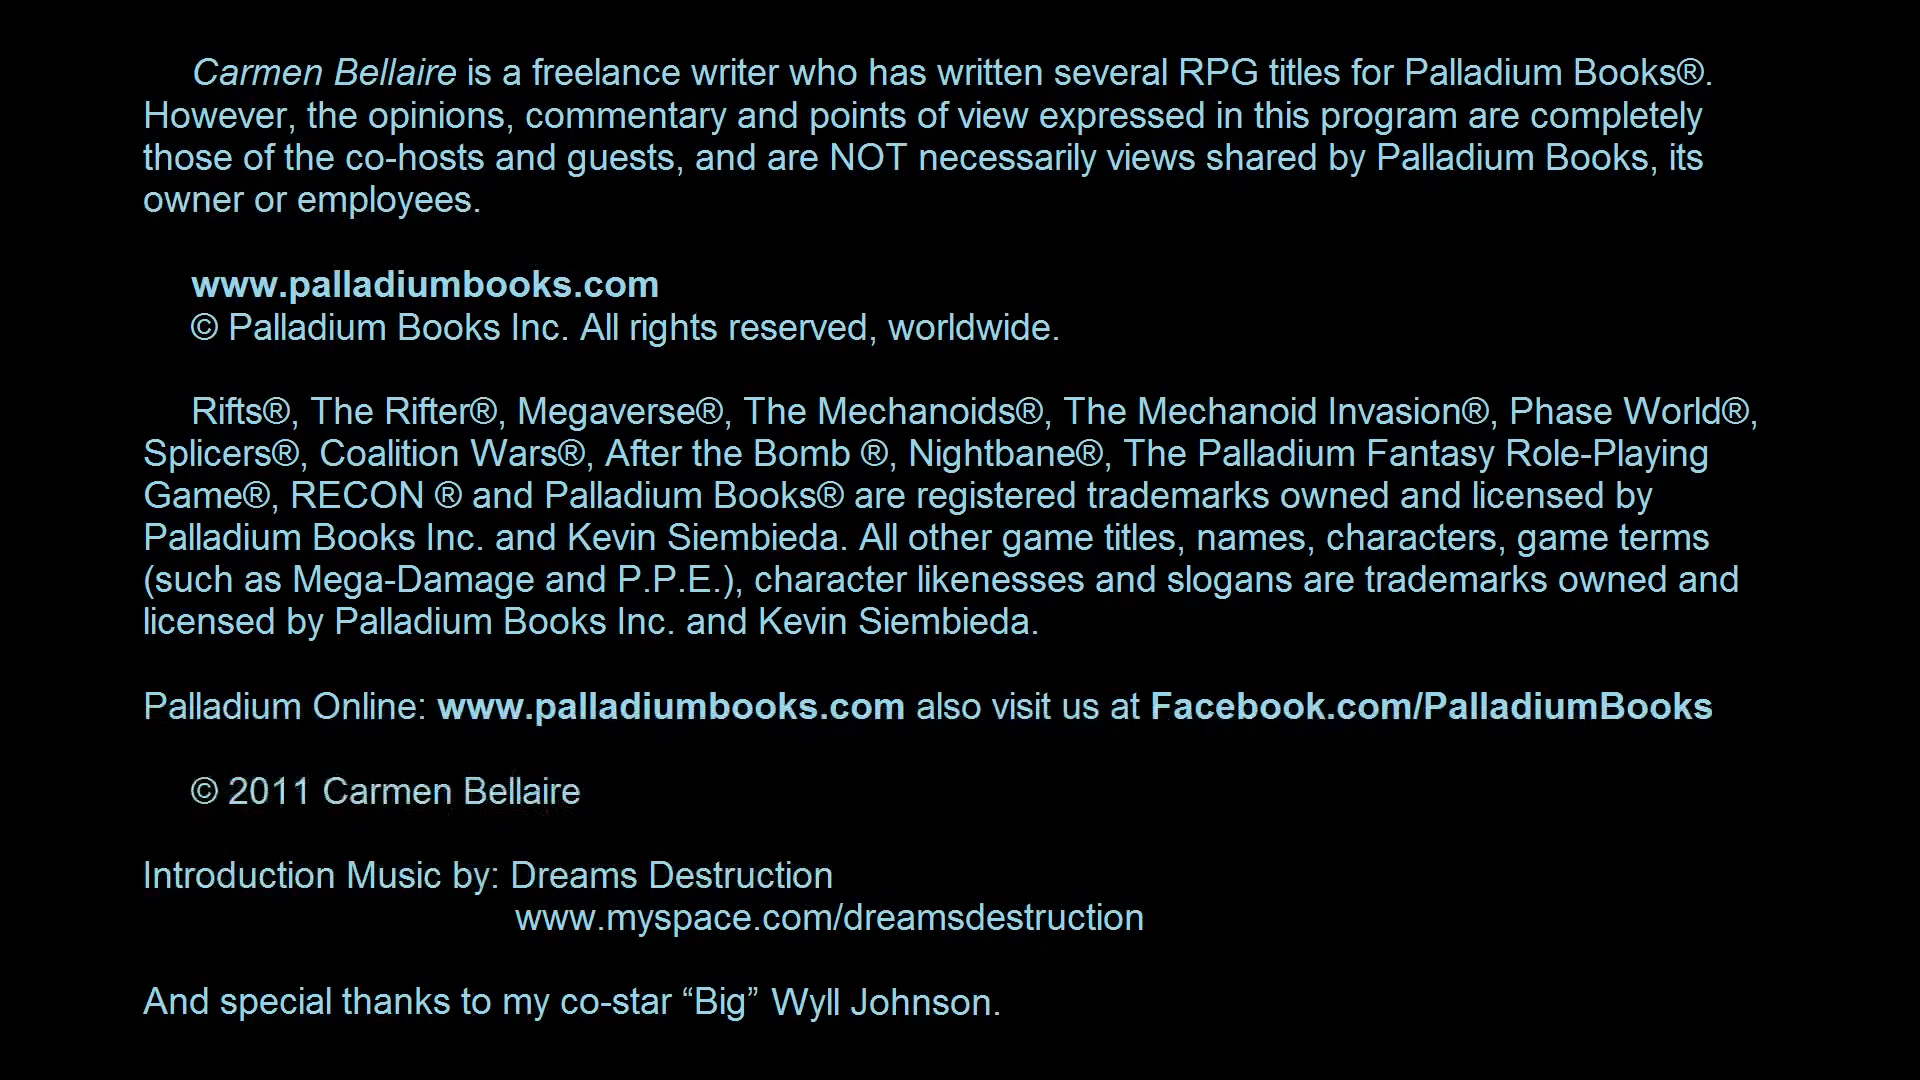 Carmen Bellaire is a freelance writer who has written several RPG titles for Palladium Books®.
However, the opinions, commentary and points of view expressed in this program are completely
those of the co-hosts and guests, and are NOT necessarily views shared by Palladium Books, its
owner or employees.
www.palladiumbooks.com
© Palladium Books Inc. All rights reserved, worldwide.
Rifts®, The Rifter®, Megaverse®, The Mechanoids®, The Mechanoid Invasion®, Phase World®,
Splicers®, Coalition Wars®, After the Bomb ®, Nightbane®, The Palladium Fantasy Role-Playing
Game®, RECON ® and Palladium Books® are registered trademarks owned and licensed by
Palladium Books Inc. and Kevin Siembieda. All other game titles, names, characters, game terms
(such as Mega-Damage and P.P.E.), character likenesses and slogans are trademarks owned and
licensed by Palladium Books Inc. and Kevin Siembieda.
Palladium Online: www.palladiumbooks.com also visit us at Facebook.com/PalladiumBooks
© 2011 Carmen Bellaire
Introduction Music by: Dreams Destruction
www.myspace.com/dreamsdestruction
And special thanks to my co-star “Big” Wyll Johnson.